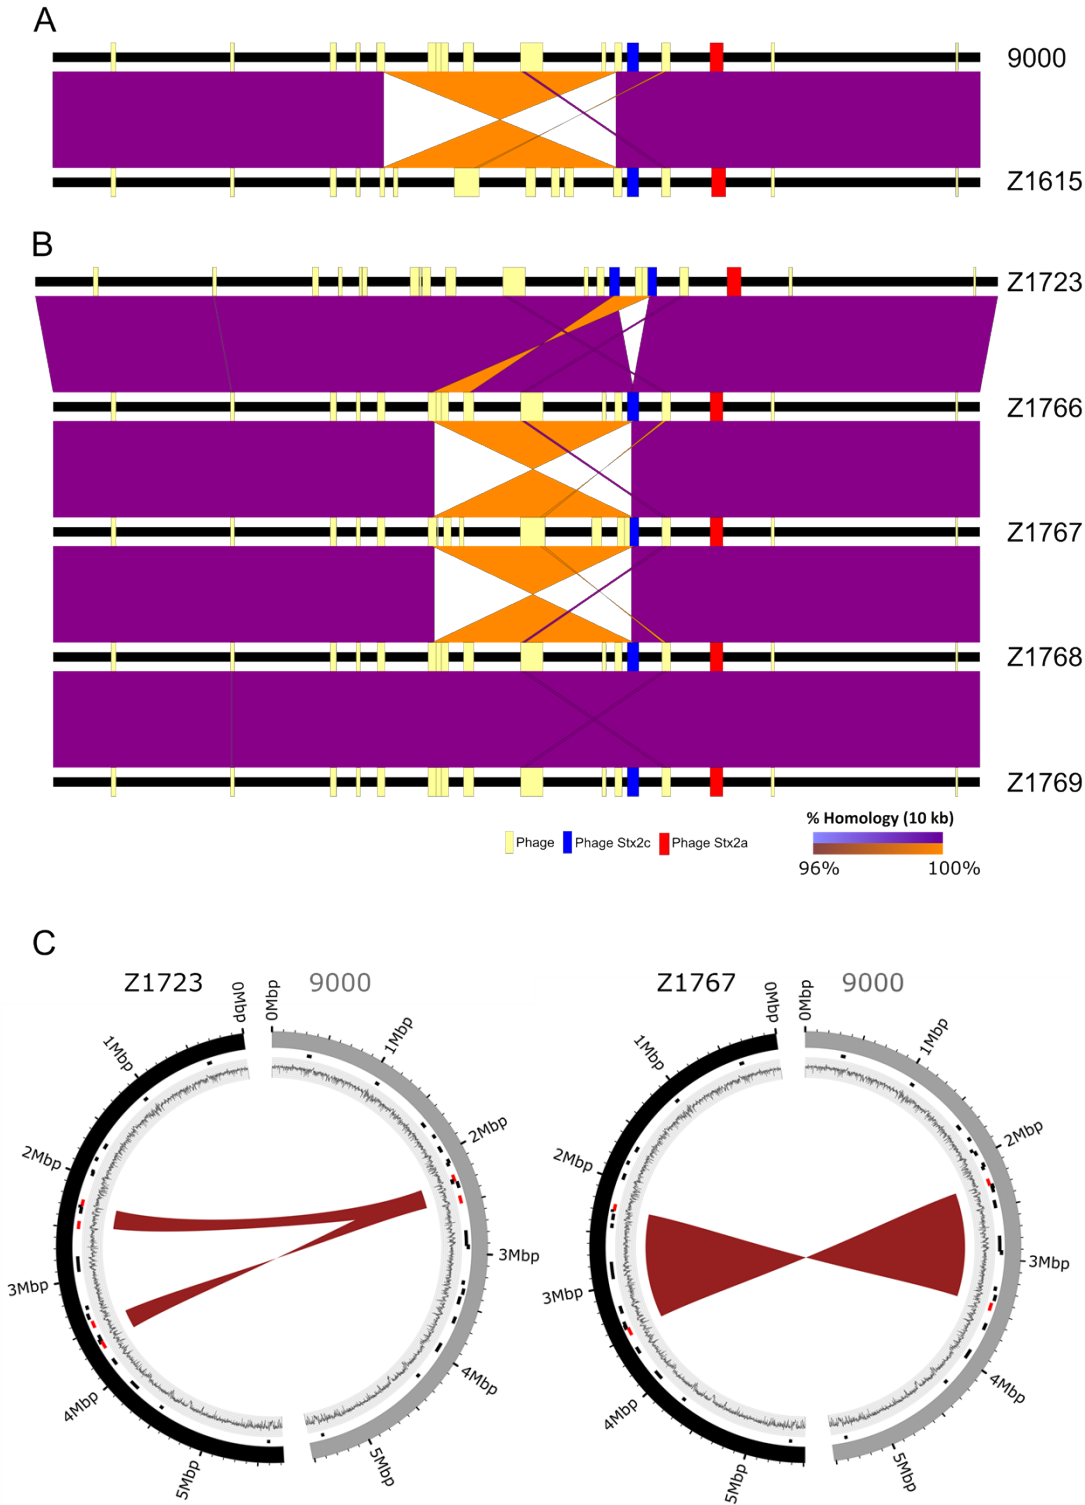 A
9000
Z1615
B
Z1723
Z1766
Z1767
Z1768
Z1769
% Homology (10 kb)
Phage Phage Stx2c Phage Stx2a
96% 100%
C
Z1723 9000
0Mbp 0Mbp
1Mbp 1Mbp
2Mbp 2Mbp
3Mbp 3Mbp
4Mbp 4Mbp
5Mbp 5Mbp
Z1767 9000
0Mbp 0Mbp
1Mbp 1Mbp
2Mbp 2Mbp
3Mbp 3Mbp
4Mbp 4Mbp
5Mbp 5Mbp